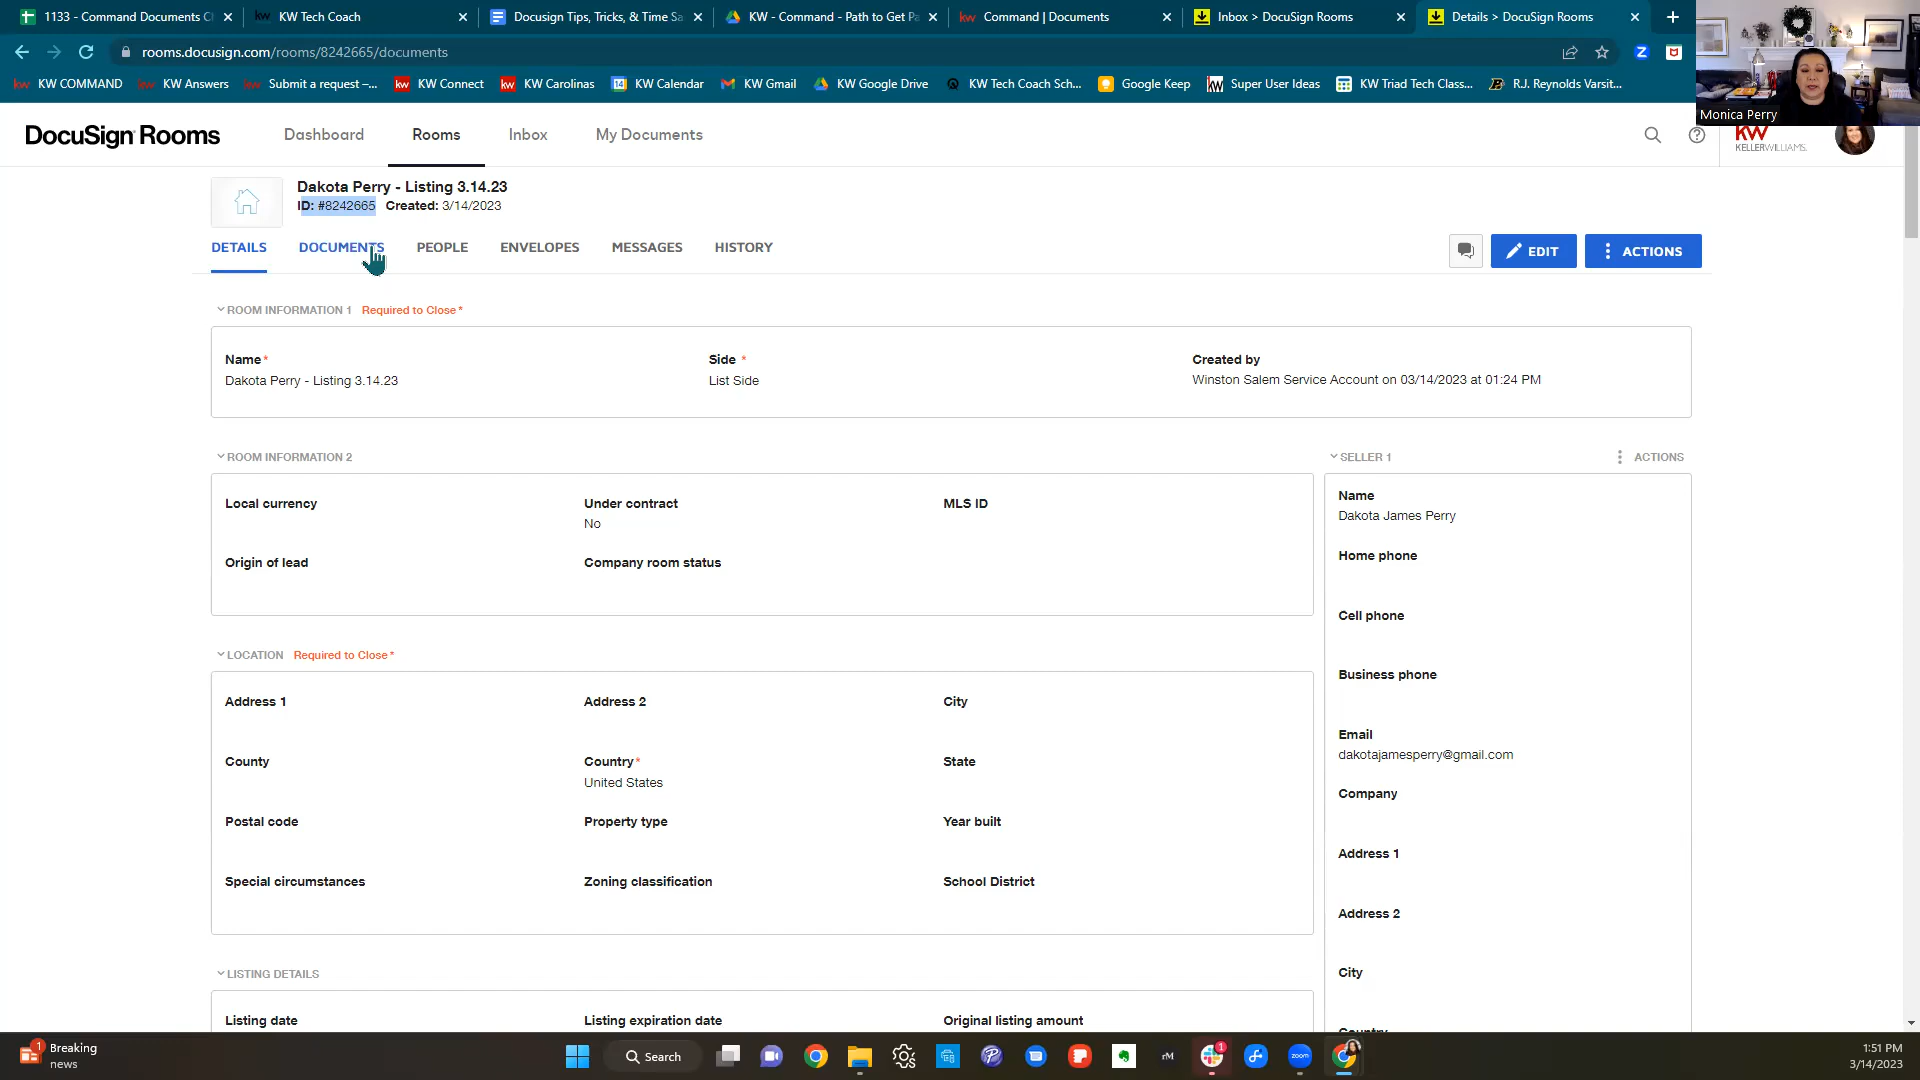 1133 - Command Documents Ch
KW Tech Coach
Docusign Tips, Tricks, & Time Sa
KW - Command - Path to Get Pa
Command | Documents
Inbox > DocuSign Rooms
Details > DocuSign Rooms
rooms.docusign.com/rooms/8242665/documents
KW COMMAND
KW Answers
Submit a request –...
KW Connect
KW Carolinas
KW Calendar
KW Gmail
KW Google Drive
KW Tech Coach Sch...
Google Keep
Super User Ideas
KW Triad Tech Class...
R.J. Reynolds Varsit...
Monica Perry
DocuSign Rooms
Dashboard
Rooms
Inbox
My Documents
kw
KELLERWILLIAMS.
Dakota Perry - Listing 3.14.23
ID: #8242665 Created: 3/14/2023
DETAILS
DOCUMENTS
PEOPLE
ENVELOPES
MESSAGES
HISTORY
EDIT
ACTIONS
ROOM INFORMATION 1 Required to Close *
Name*
Dakota Perry - Listing 3.14.23
Side *
List Side
Created by
Winston Salem Service Account on 03/14/2023 at 01:24 PM
ROOM INFORMATION 2
Local currency
Under contract
No
MLS ID
Origin of lead
Company room status
SELLER 1
ACTIONS
Name
Dakota James Perry
Home phone
Cell phone
Business phone
Email
dakotajamesperry@gmail.com
Company
Address 1
Address 2
City
Country
LOCATION Required to Close *
Address 1
Address 2
City
County
Country*
United States
State
Postal code
Property type
Year built
Special circumstances
Zoning classification
School District
LISTING DETAILS
Listing date
Listing expiration date
Original listing amount
1
Breaking
news
Search
rM
1
zoom
1:51 PM
3/14/2023